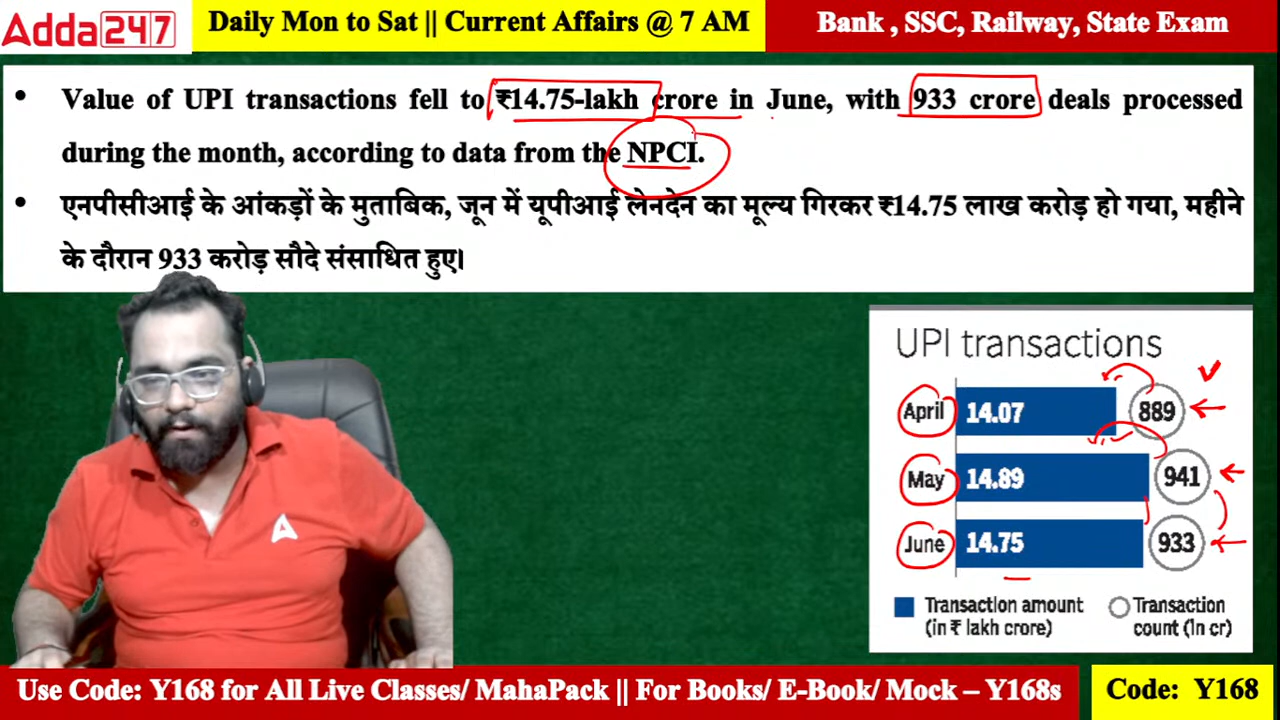 Adda247
Daily Mon to Sat || Current Affairs @ 7 AM
Bank , SSC, Railway, State Exam
• Value of UPI transactions fell to ₹14.75-lakh crore in June, with 933 crore deals processed
during the month, according to data from the NPCI.
• एनपीसीआई के आंकड़ों के मुताबिक, जून में यूपीआई लेनदेन का मूल्य गिरकर ₹14.75 लाख करोड़ हो गया, महीने
के दौरान 933 करोड़ सौदे संसाधित हुए।
UPI transactions
April 14.07 889
May 14.89 941
June 14.75 933
Transaction amount
(in ₹ lakh crore)
Transaction
count (in cr)
Use Code: Y168 for All Live Classes/ MahaPack || For Books/ E-Book/ Mock – Y168s
Code: Y168